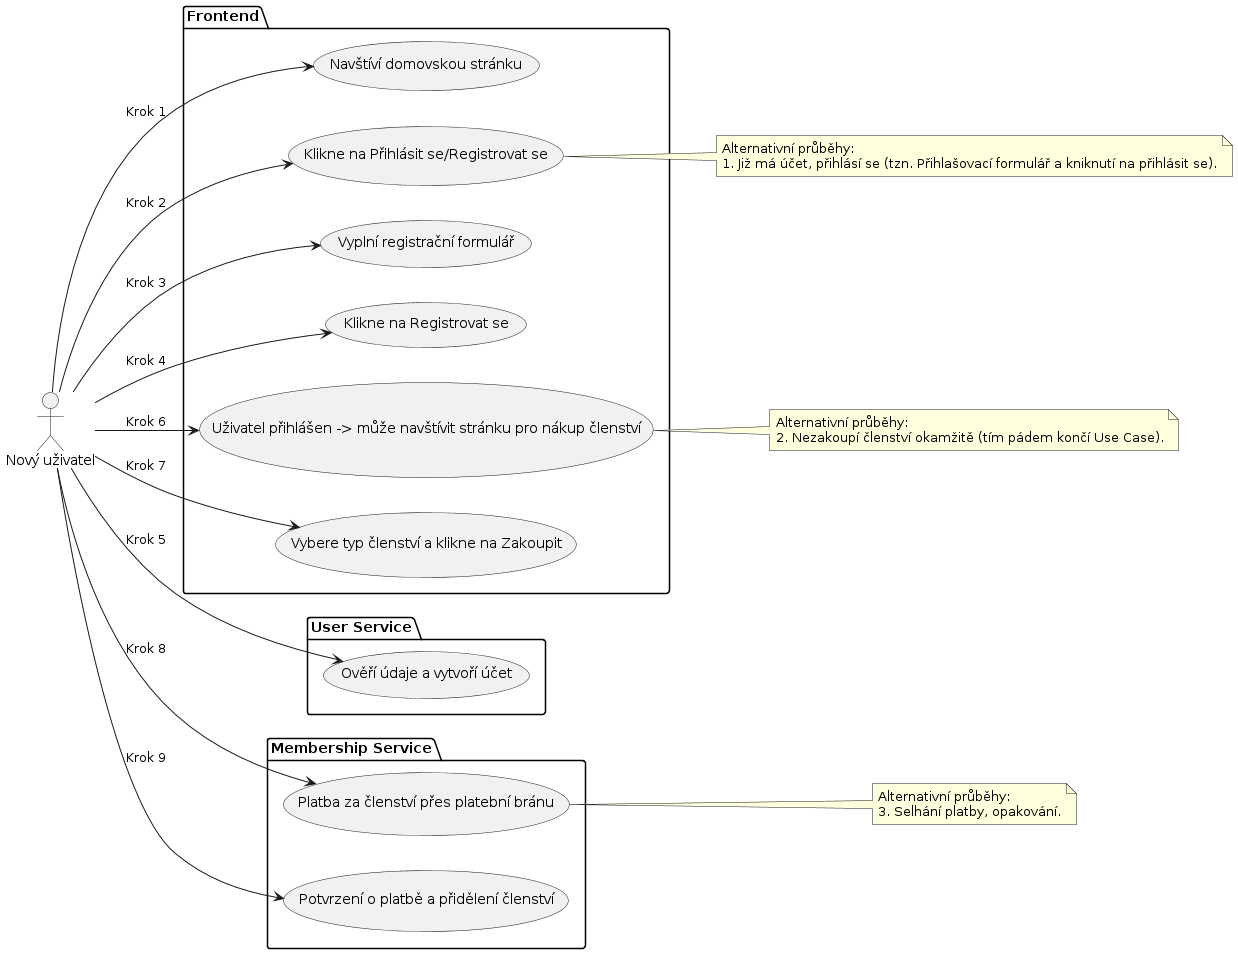 Frontend
Navštíví domovskou stránku
Krok 1
Klikne na Přihlásit se/Registrovat se
Alternativní průběhy:
1. Již má účet, přihlásí se (tzn. Přihlašovací formulář a kniknutí na přihlásit se).
Krok 2
Vyplní registrační formulář
Krok 3
Klikne na Registrovat se
Krok 4
Krok 6
Uživatel přihlášen -> může navštívit stránku pro nákup členství
Alternativní průběhy:
2. Nezakoupí členství okamžitě (tím pádem končí Use Case).
Nový uživatel
Krok 7
Vybere typ členství a klikne na Zakoupit
Krok 5
User Service
Ověří údaje a vytvoří účet
Krok 8
Membership Service
Krok 9
Platba za členství přes platební bránu
Alternativní průběhy:
3. Selhání platby, opakování.
Potvrzení o platbě a přidělení členství